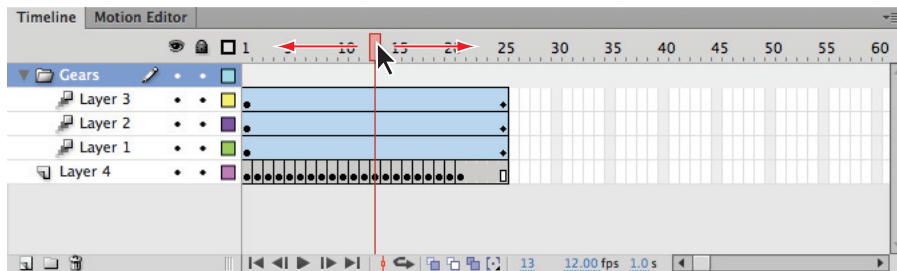 Timeline Motion Editor
1 10 15 25 30 35 40 45 50 55 60
Gears
Layer 3
Layer 2
Layer 1
Layer 4
13 12.00 fps 1.0 s